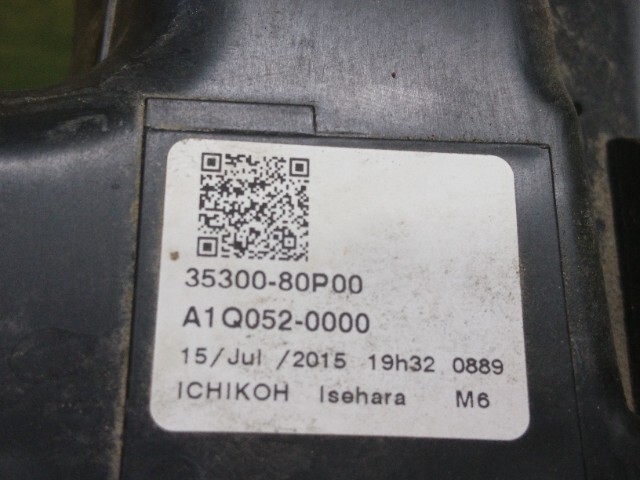 35300-80P00
A1Q052-0000
15/Jul /2015 19h32 0889
ICHIKOH Isehara M6